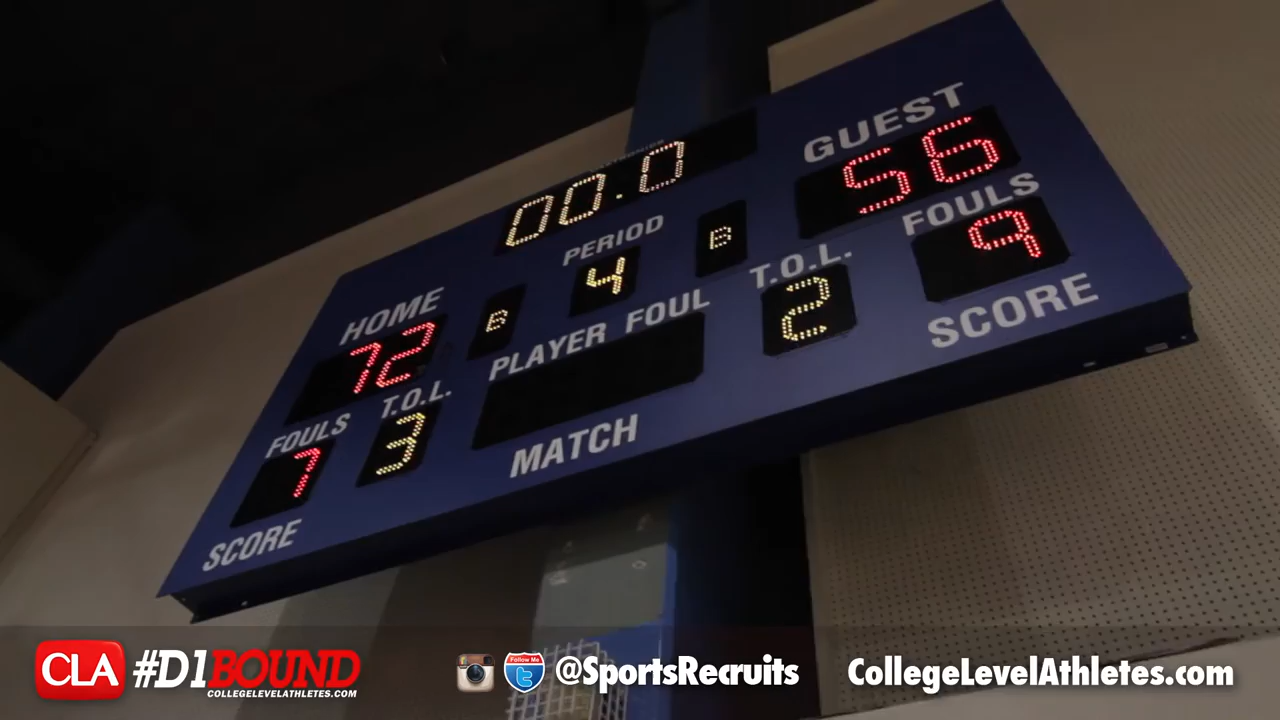 00.0
HOME
72
PERIOD
4
B
B
GUEST
56
FOULS
7
T.O.L.
3
PLAYER FOUL
T.O.L.
2
FOULS
9
SCORE
MATCH
SCORE
CLA #D1BOUND
COLLEGELEVELATHLETES.COM
Follow Me
@SportsRecruits
CollegeLevelAthletes.com